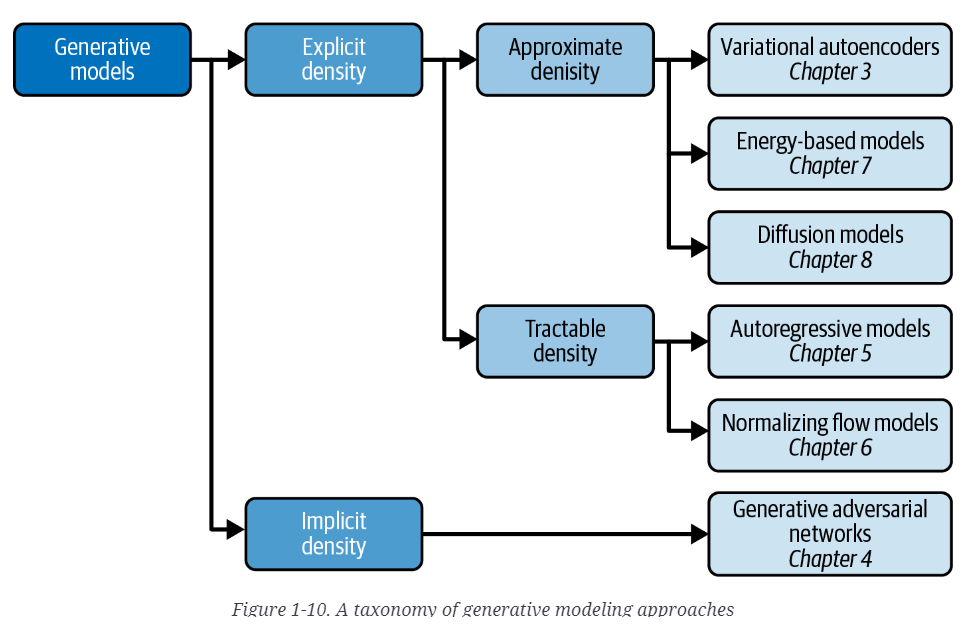 Generative
models
Explicit
density
Approximate
denisity
Variational autoencoders
Chapter 3
Energy-based models
Chapter 7
Diffusion models
Chapter 8
Tractable
density
Autoregressive models
Chapter 5
Normalizing flow models
Chapter 6
Implicit
density
Generative adversarial
networks
Chapter 4
Figure 1-10. A taxonomy of generative modeling approaches